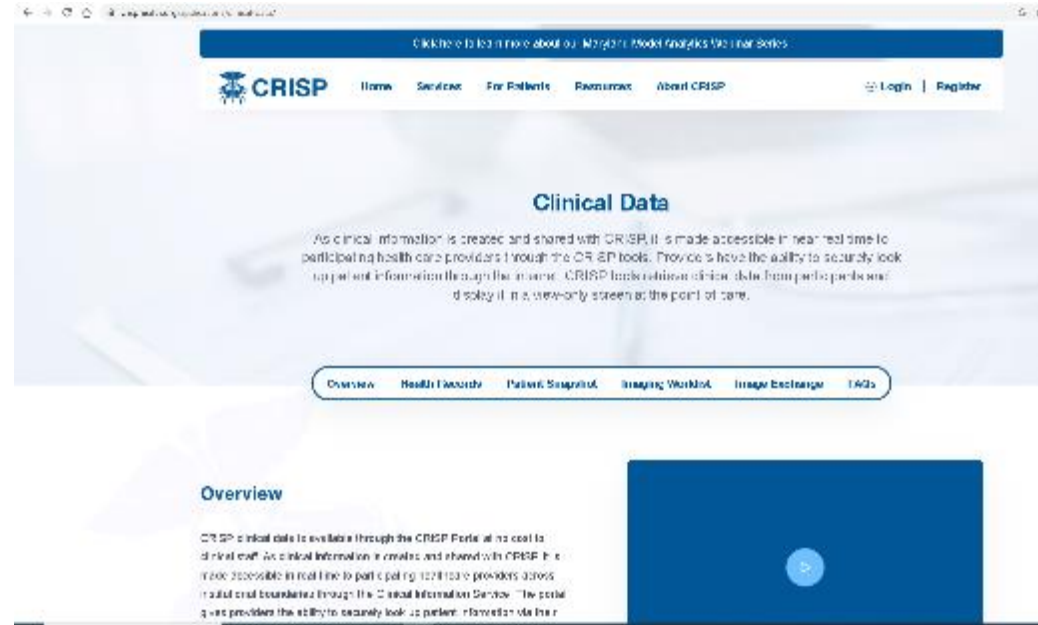 Click here to learn more about our Maryland Model Analytics Webinar Series
CRISP Home Services For Patients Resources About CRISP Login | Register
Clinical Data
As clinical information is created and shared with CRISP, it is made accessible in near real time to
participating health care providers through the CRISP tools. Providers have the ability to securely look
up patient information through the internet. CRISP tools retrieve clinical data from participants and
display it in a view-only screen at the point of care.
Overview Health Records Patient Snapshot Imaging Worklist Image Exchange FAQs
Overview
CRISP clinical data is available through the CRISP Portal at no cost to
clinical staff. As clinical information is created and shared with CRISP, it is
made accessible in real time to participating healthcare providers across
institutional boundaries through the Clinical Information Service. The portal
gives providers the ability to securely look up patient information via their